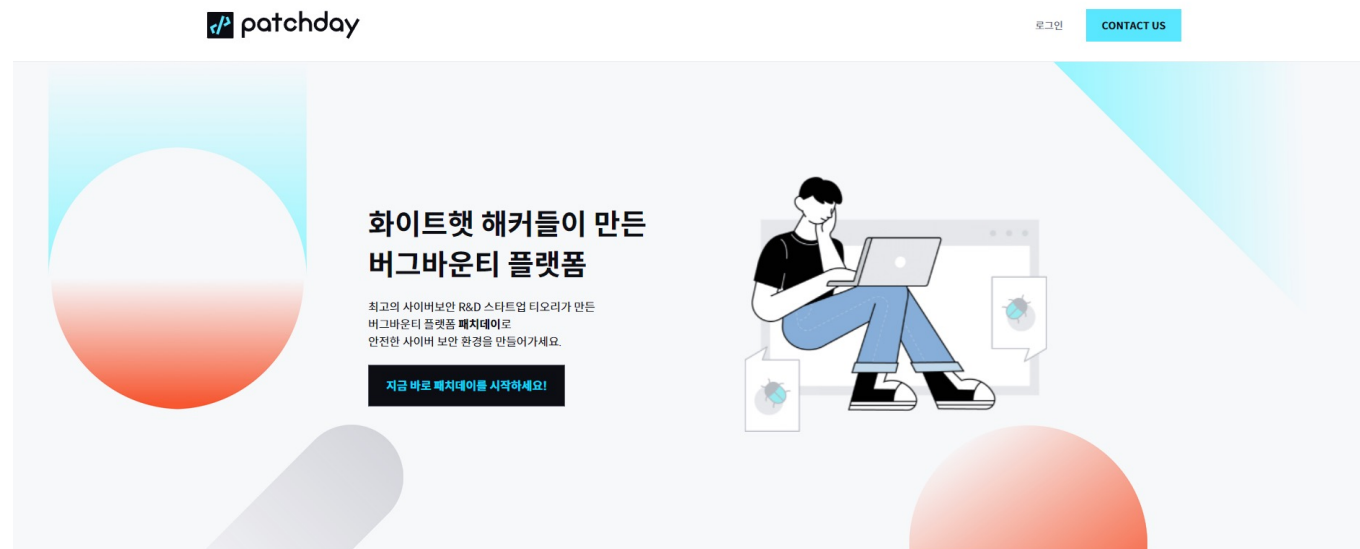 patchday
로그인
CONTACT US
화이트햇 해커들이 만든
버그바운티 플랫폼
최고의 사이버보안 R&D 스타트업 티오리가 만든
버그바운티 플랫폼 패치데이로
안전한 사이버 보안 환경을 만들어가세요.
지금 바로 패치데이를 시작하세요!